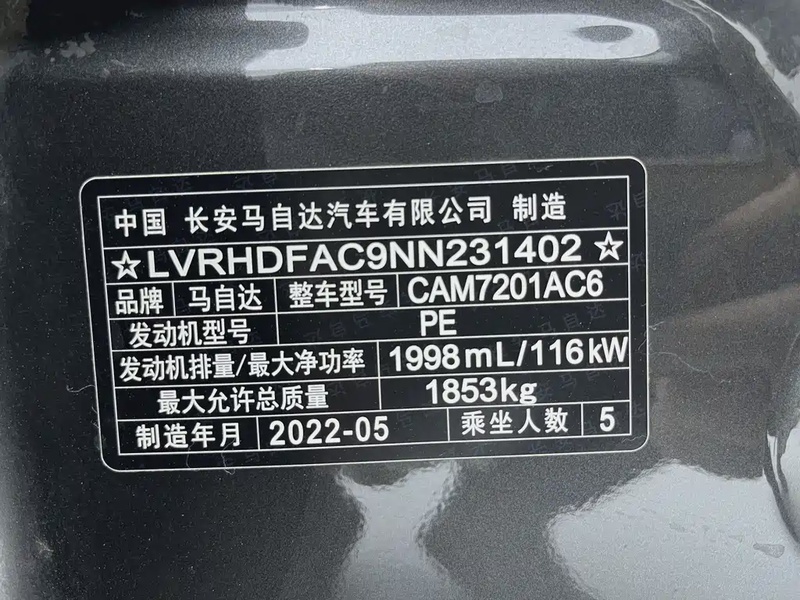 中国 长安马自达汽车有限公司 制造
☆LVRHDFAC9NN231402☆
品牌 马自达 整车型号 CAM7201AC6
发动机型号 PE
发动机排量/最大净功率 1998mL/116kW
最大允许总质量 1853kg
制造年月 2022-05 乘坐人数 5